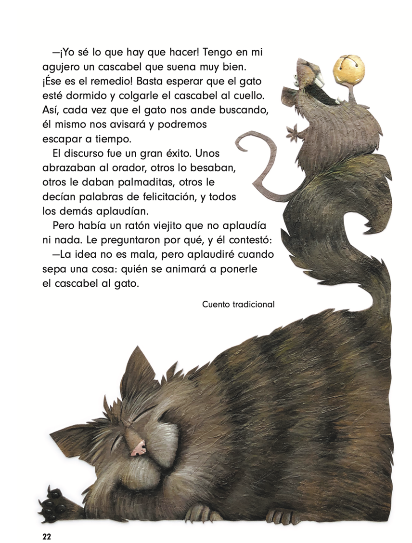 —¡Yo sé lo que hay que hacer! Tengo en mi
agujero un cascabel que suena muy bien.
¡Ése es el remedio! Basta esperar que el gato
esté dormido y colgarle el cascabel al cuello.
Así, cada vez que el gato nos ande buscando,
él mismo nos avisará y podremos
escapar a tiempo.
El discurso fue un gran éxito. Unos
abrazaban al orador, otros lo besaban,
otros le daban palmaditas, otros le
decían palabras de felicitación, y todos
los demás aplaudían.
Pero había un ratón viejito que no aplaudía
ni nada. Le preguntaron por qué, y él contestó:
—La idea no es mala, pero aplaudiré cuando
sepa una cosa: quién se animará a ponerle
el cascabel al gato.
Cuento tradicional
22